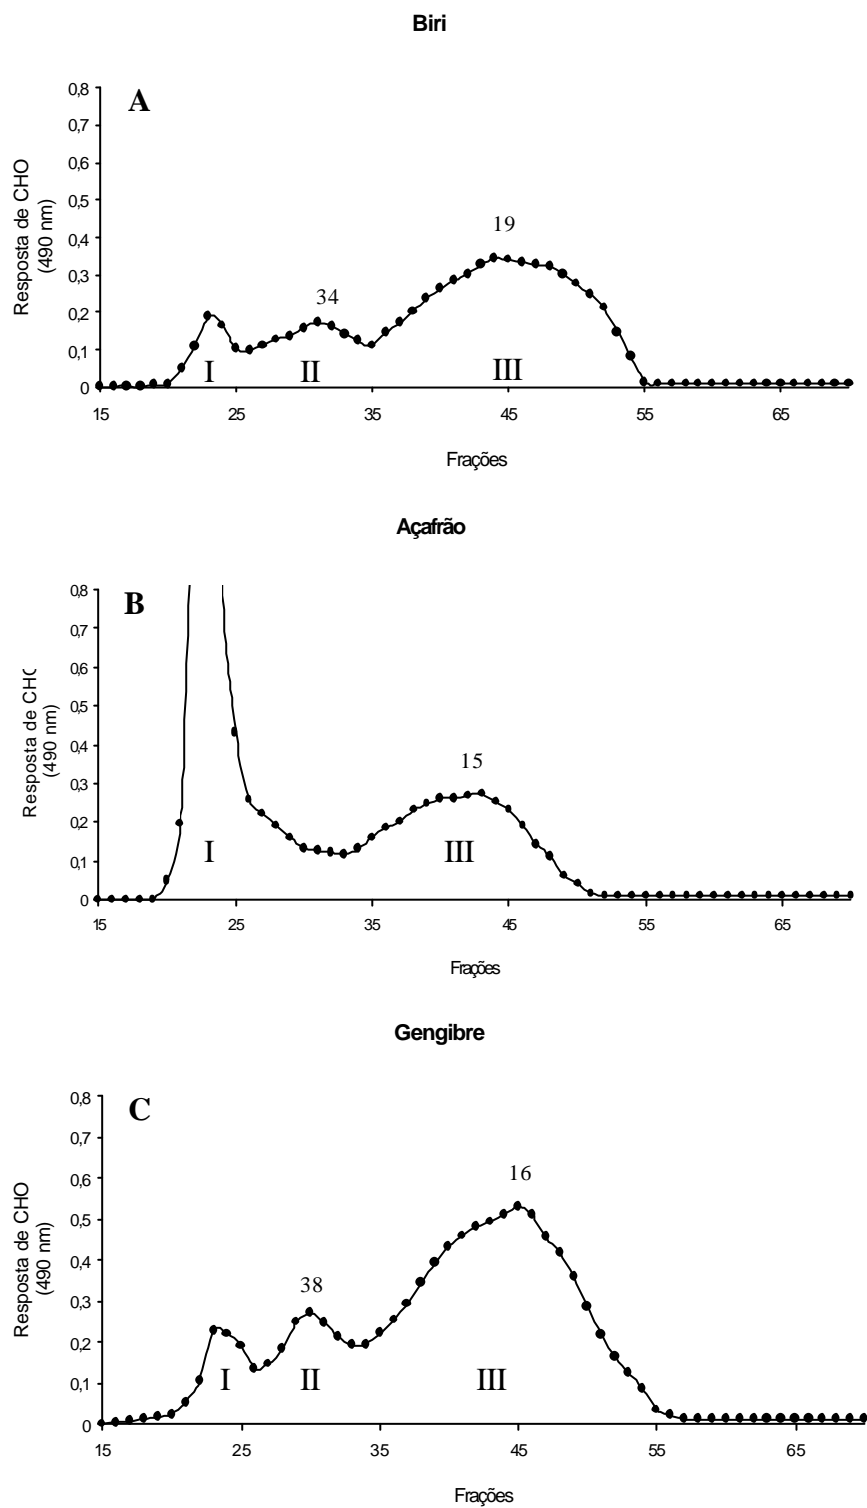 Biri
A
0,8
0,7
0,6
0,5
0,4
0,3
0,2
0,1
0
Resposta de CHO
(490 nm)
19
34
I II III
15 25 35 45 55 65
Frações
Açafrão
B
0,8
0,7
0,6
0,5
0,4
0,3
0,2
0,1
0
Resposta de CHO
(490 nm)
15
I III
15 25 35 45 55 65
Frações
Gengibre
C
0,8
0,7
0,6
0,5
0,4
0,3
0,2
0,1
0
Resposta de CHO
(490 nm)
16
38
I II III
15 25 35 45 55 65
Frações